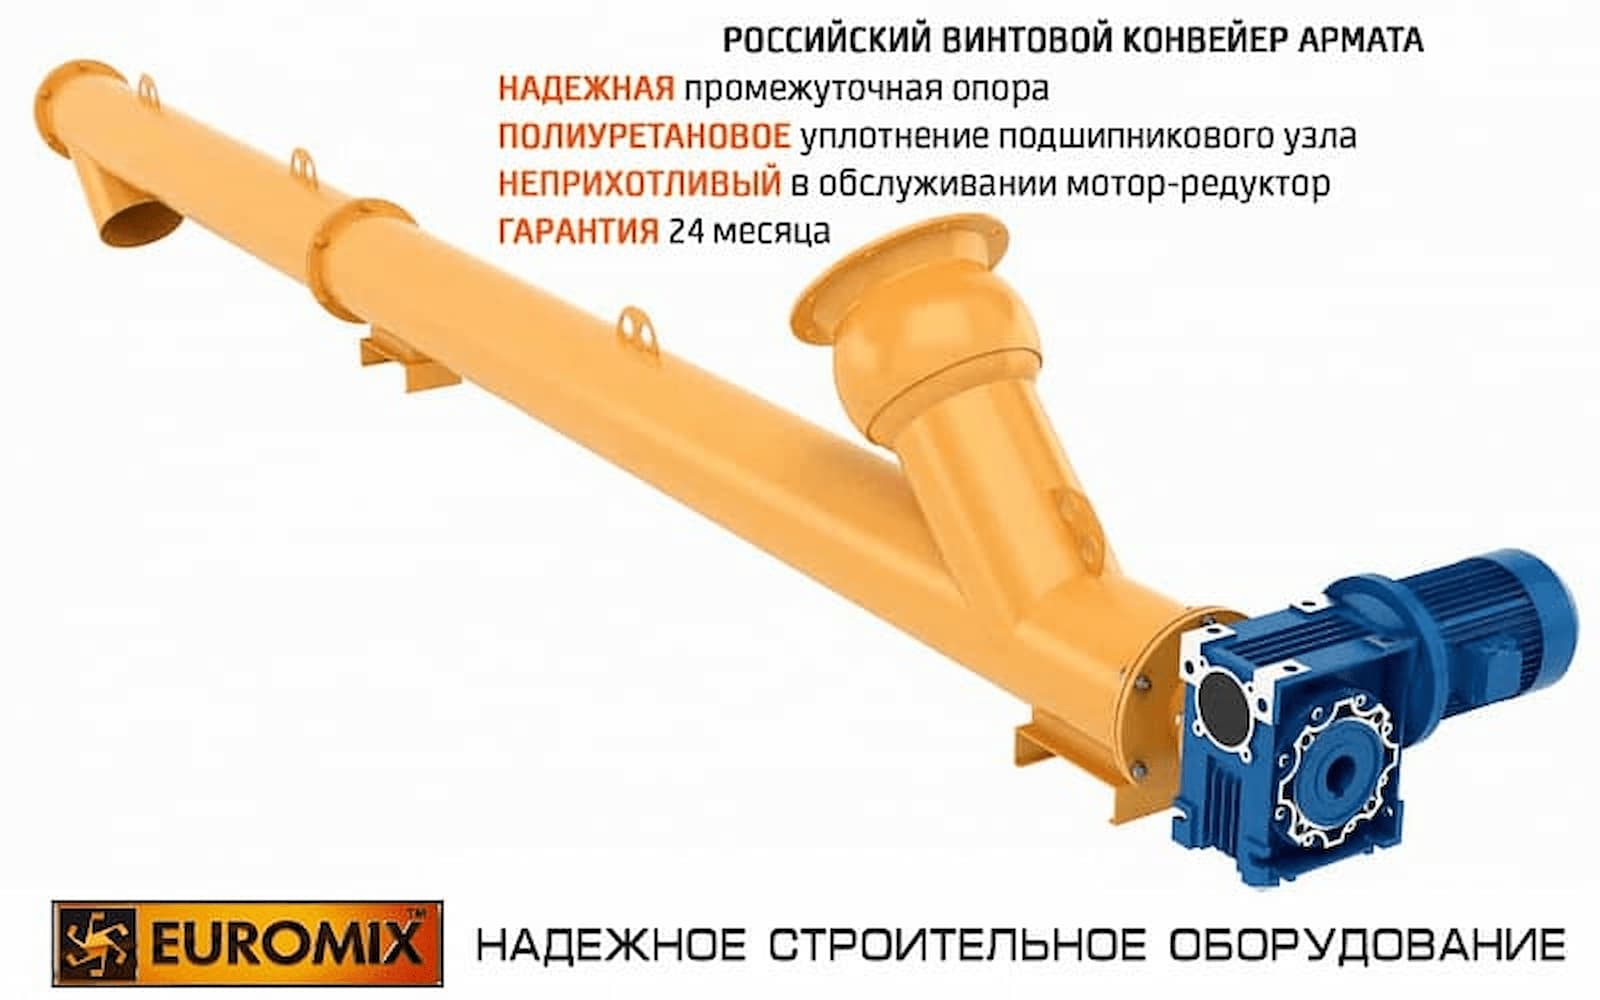 РОССИЙСКИЙ ВИНТОВОЙ КОНВЕЙЕР АРМАТА
НАДЕЖНАЯ промежуточная опора
ПОЛИУРЕТАНОВОЕ уплотнение подшипникового узла
НЕПРИХОТЛИВЫЙ в обслуживании мотор-редуктор
ГАРАНТИЯ 24 месяца
EUROMIX™
НАДЕЖНОЕ СТРОИТЕЛЬНОЕ ОБОРУДОВАНИЕ